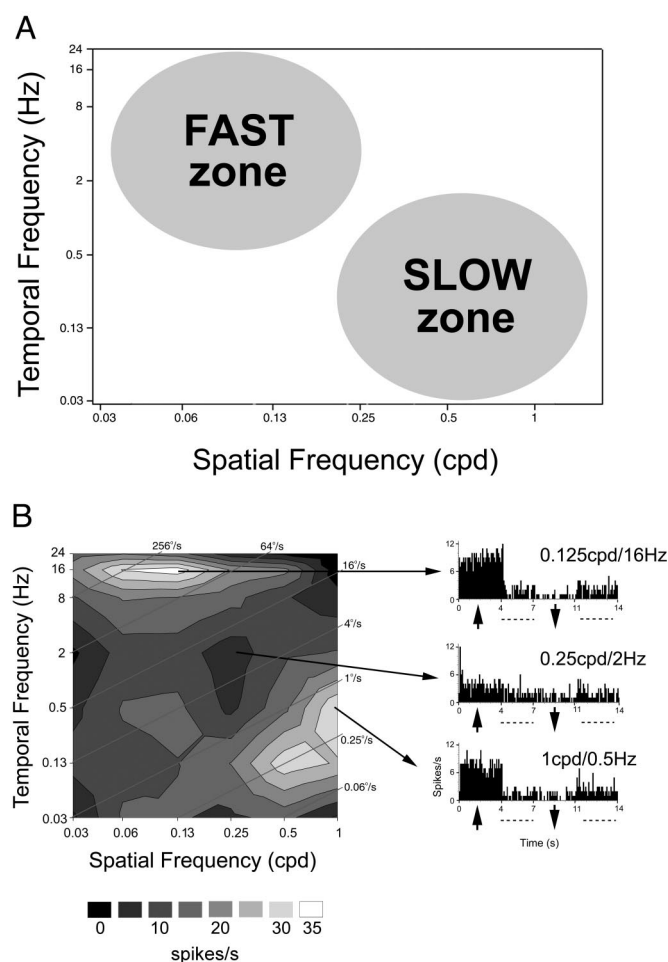 A
Temporal Frequency (Hz)
24
16
8
2
0.5
0.13
0.03
FAST
zone
SLOW
zone
0.03
0.06
0.13
0.25
0.5
1
Spatial Frequency (cpd)
B
Temporal Frequency (Hz)
24
16
8
2
0.5
0.13
0.03
256°/s
64°/s
16°/s
4°/s
1°/s
0.25°/s
0.06°/s
0.03
0.06
0.13
0.25
0.5
1
Spatial Frequency (cpd)
0
10
20
30
35
spikes/s
0.125cpd/16Hz
12
6
0
0
4
7
11
14
0.25cpd/2Hz
12
6
0
0
4
7
11
14
1cpd/0.5Hz
Spikes/s
12
6
0
0
4
7
11
14
Time (s)